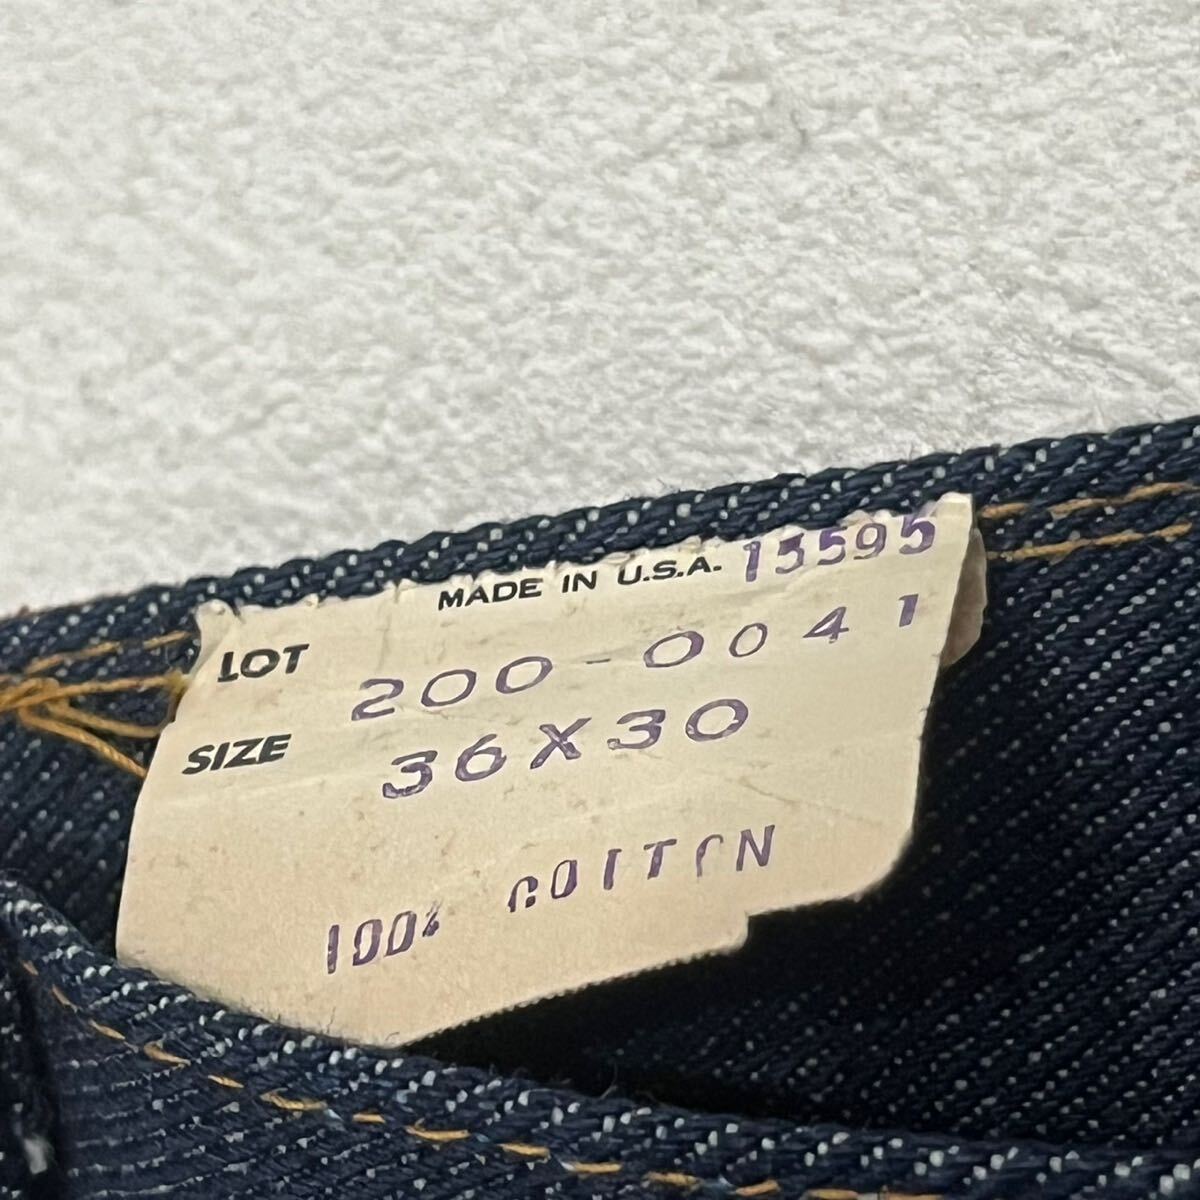 MADE IN U.S.A. 13595
LOT 200-0041
SIZE 36X30
100% COTTON